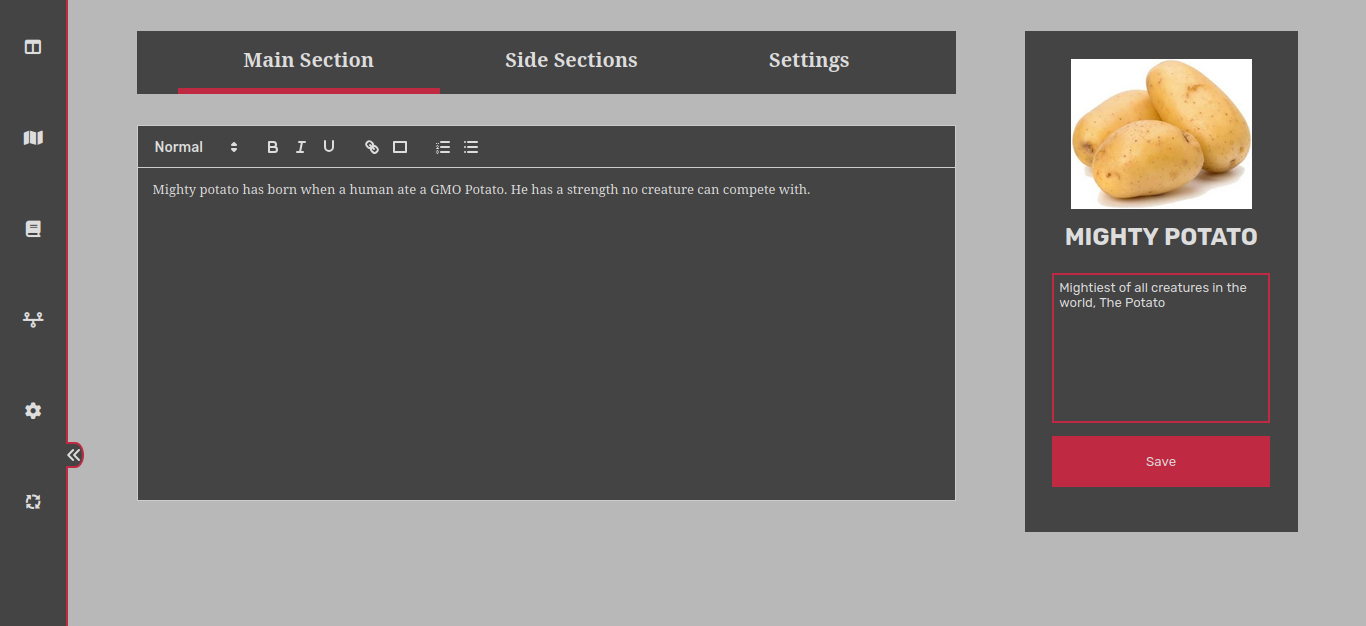 Main Section
Side Sections
Settings
Normal
B I U
Mighty potato has born when a human ate a GMO Potato. He has a strength no creature can compete with.
MIGHTY POTATO
Mightiest of all creatures in the
world, The Potato
Save